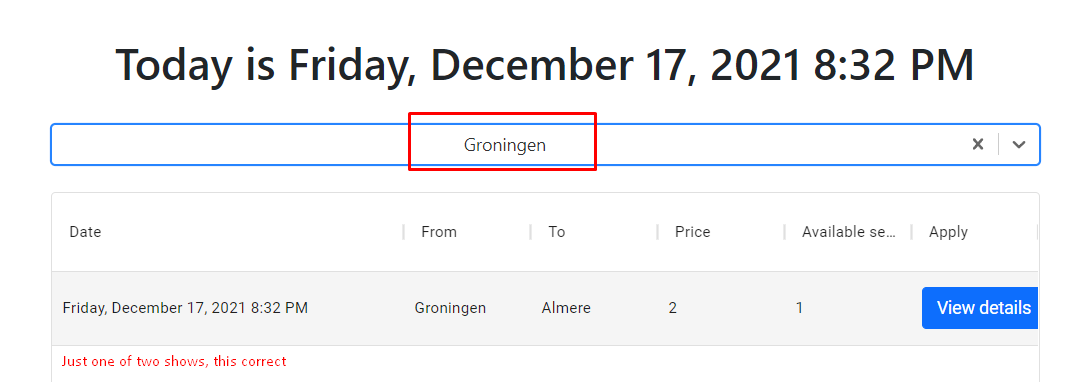 Today is Friday, December 17, 2021 8:32 PM
Groningen
Date From To Price Available se... Apply
Friday, December 17, 2021 8:32 PM Groningen Almere 2 1 View details
Just one of two shows, this correct